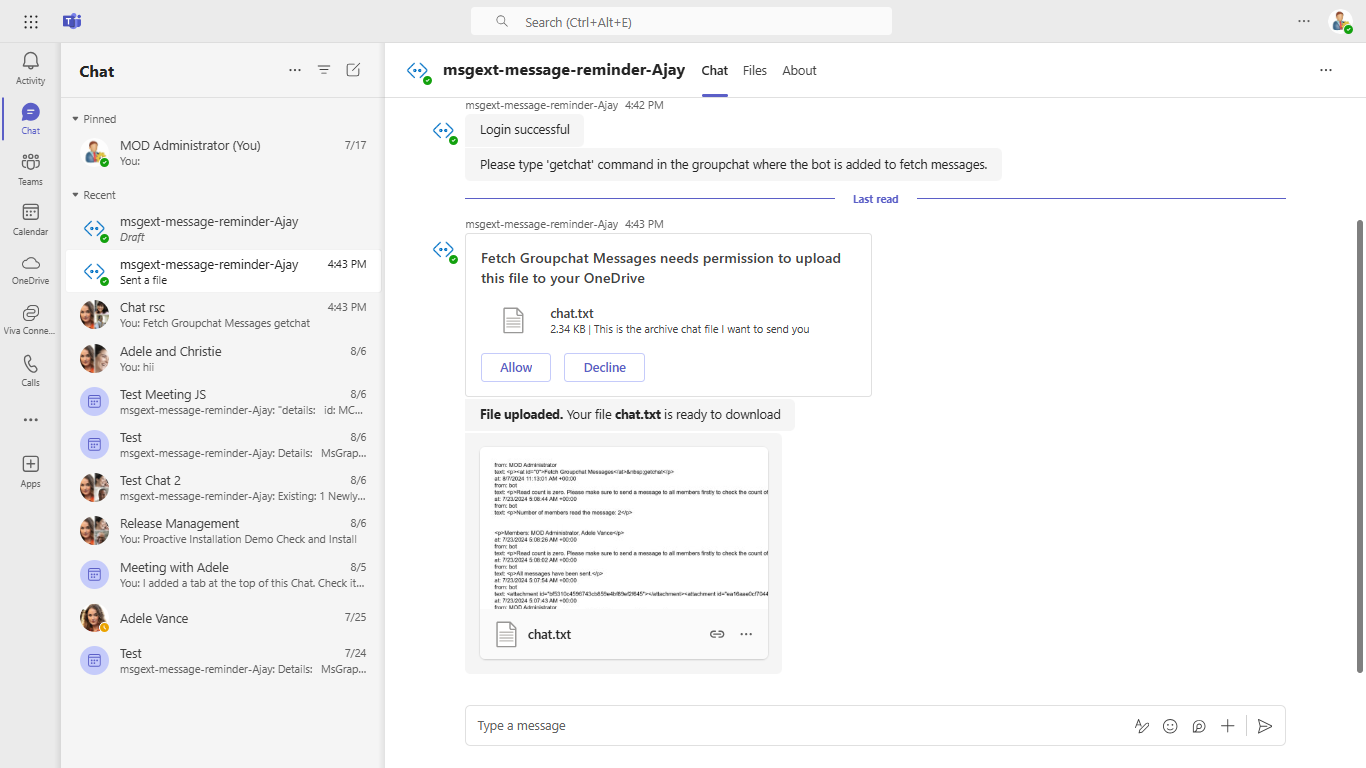 Search (Ctrl+Alt+E)
Activity
Chat
Teams
Calendar
OneDrive
Viva Conne...
Calls
Apps
Chat
Pinned
MOD Administrator (You) 7/17
You:
Recent
msgext-message-reminder-Ajay
Draft
msgext-message-reminder-Ajay 4:43 PM
Sent a file
Chat rsc 4:43 PM
You: Fetch Groupchat Messages getchat
Adele and Christie 8/6
You: hii
Test Meeting JS 8/6
msgext-message-reminder-Ajay: "details: id: MC...
Test 8/6
msgext-message-reminder-Ajay: Details: MsGrap...
Test Chat 2 8/6
msgext-message-reminder-Ajay: Existing: 1 Newly...
Release Management 8/6
You: Proactive Installation Demo Check and Install
Meeting with Adele 8/5
You: I added a tab at the top of this Chat. Check it...
Adele Vance 7/25
Test 7/24
msgext-message-reminder-Ajay: Details: MsGrap...
msgext-message-reminder-Ajay Chat Files About
msgext-message-reminder-Ajay 4:42 PM
Login successful
Please type 'getchat' command in the groupchat where the bot is added to fetch messages.
Last read
msgext-message-reminder-Ajay 4:43 PM
Fetch Groupchat Messages needs permission to upload
this file to your OneDrive
chat.txt
2.34 KB | This is the archive chat file I want to send you
Allow Decline
File uploaded. Your file chat.txt is ready to download
from: MOD Administrator
text: <p><at id="0">Fetch Groupchat Messages</at>&nbsp;getchat</p>
at: 8/7/2024 11:13:01 AM +00:00
from: bot
text: <p>Read count is zero. Please make sure to send a message to all members firstly to check the count of
at: 7/23/2024 5:08:44 AM +00:00
from: bot
text: <p>Number of members read the message: 2</p>
<p>Members: MOD Administrator, Adele Vance</p>
at: 7/23/2024 5:08:26 AM +00:00
from: bot
text: <p>Read count is zero. Please make sure to send a message to all members firstly to check the count of
at: 7/23/2024 5:08:02 AM +00:00
from: bot
text: <p>All messages have been sent.</p>
at: 7/23/2024 5:07:54 AM +00:00
from: bot
text: <attachment
at: 7/23/2024 5:07:43 AM +00:00
from: MOD Administrator
chat.txt
Type a message